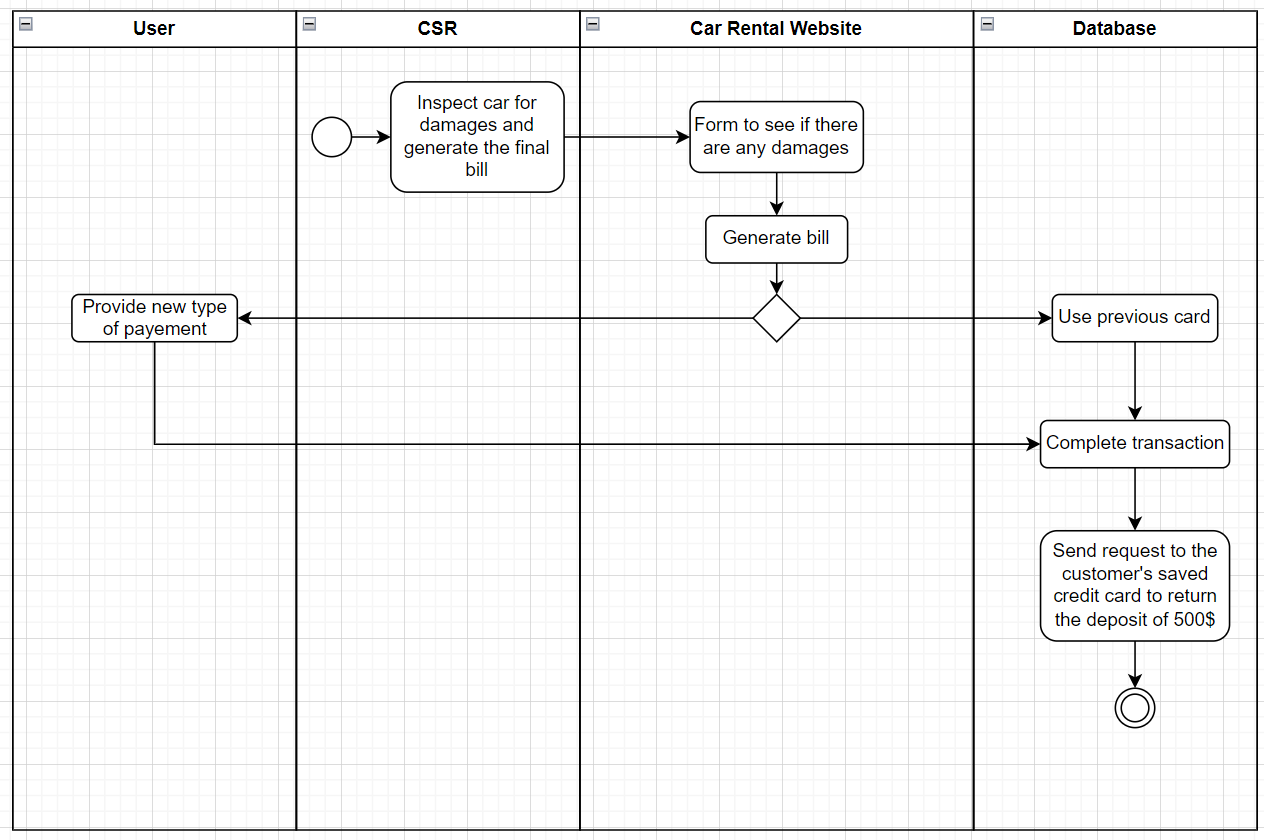 User
CSR
Car Rental Website
Database
Inspect car for
damages and
generate the final
bill
Form to see if there
are any damages
Generate bill
Provide new type
of payement
Use previous card
Complete transaction
Send request to the
customer's saved
credit card to return
the deposit of 500$